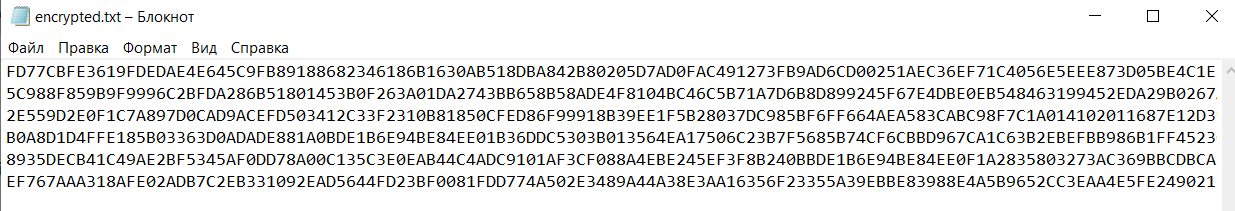 encrypted.txt – Блокнот
Файл Правка Формат Вид Справка
FD77CBFE3619FDEDAE4E645C9FB89188682346186B1630AB518DBA842B80205D7AD0FAC491273FB9AD6CD00251AEC36EF71C4056E5EEE873D05BE4C1E
5C988F859B9F9996C2BFDA286B51801453B0F263A01DA2743BB658B58ADE4F8104BC46C5B71A7D6B8D899245F67E4DBE0EB548463199452EDA29B0267
2E559D2E0F1C7A897D0CAD9ACEFD503412C33F2310B81850CFED86F99918B39EE1F5B28037DC985BF6FF664AEA583CABC98F7C1A014102011687E12D3
B0A8D1D4FFE185B03363D0ADADE881A0BDE1B6E94BE84EE01B36DDC5303B013564EA17506C23B7F5685B74CF6CBBD967CA1C63B2EBEFBB986B1FF4523
8935DECB41C49AE2BF5345AF0DD78A00C135C3E0EAB44C4ADC9101AF3CF088A4EBE245EF3F8B240BBDE1B6E94BE84EE0F1A2835803273AC369BBCDBCA
EF767AAA318AFE02ADB7C2EB331092EAD5644FD23BF0081FDD774A502E3489A44A38E3AA16356F23355A39EBBE83988E4A5B9652CC3EAA4E5FE249021